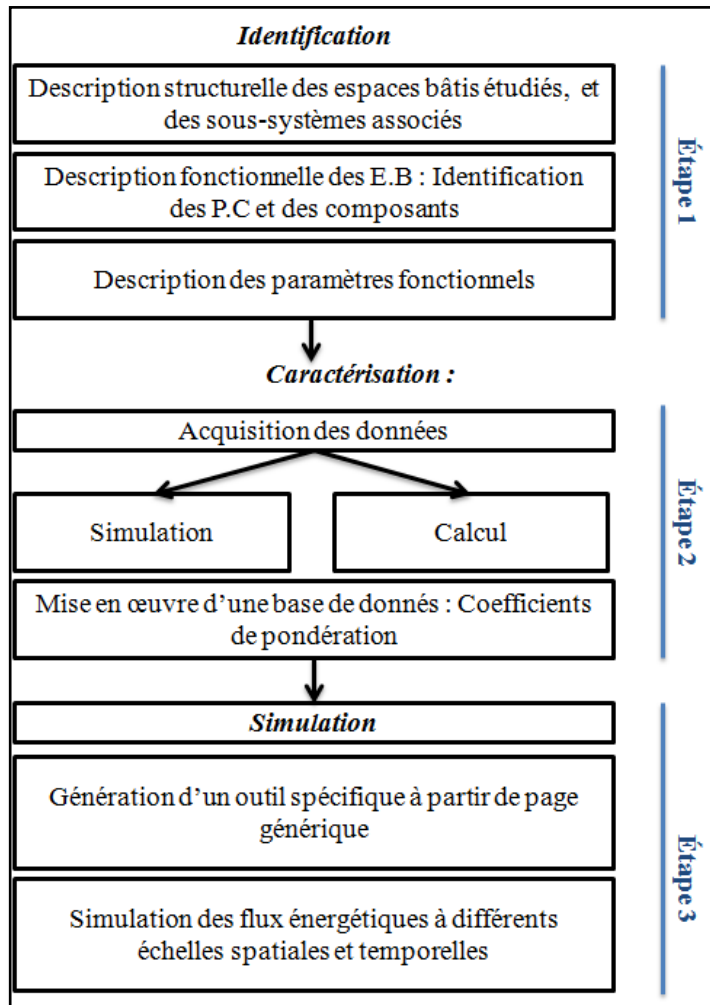 Identification
Description structurelle des espaces bâtis étudiés, et
des sous-systèmes associés
Description fonctionnelle des E.B : Identification
des P.C et des composants
Description des paramètres fonctionnels
Étape 1
Caractérisation :
Acquisition des données
Simulation
Calcul
Mise en œuvre d’une base de donnés : Coefficients
de pondération
Étape 2
Simulation
Génération d’un outil spécifique à partir de page
générique
Simulation des flux énergétiques à différents
échelles spatiales et temporelles
Étape 3